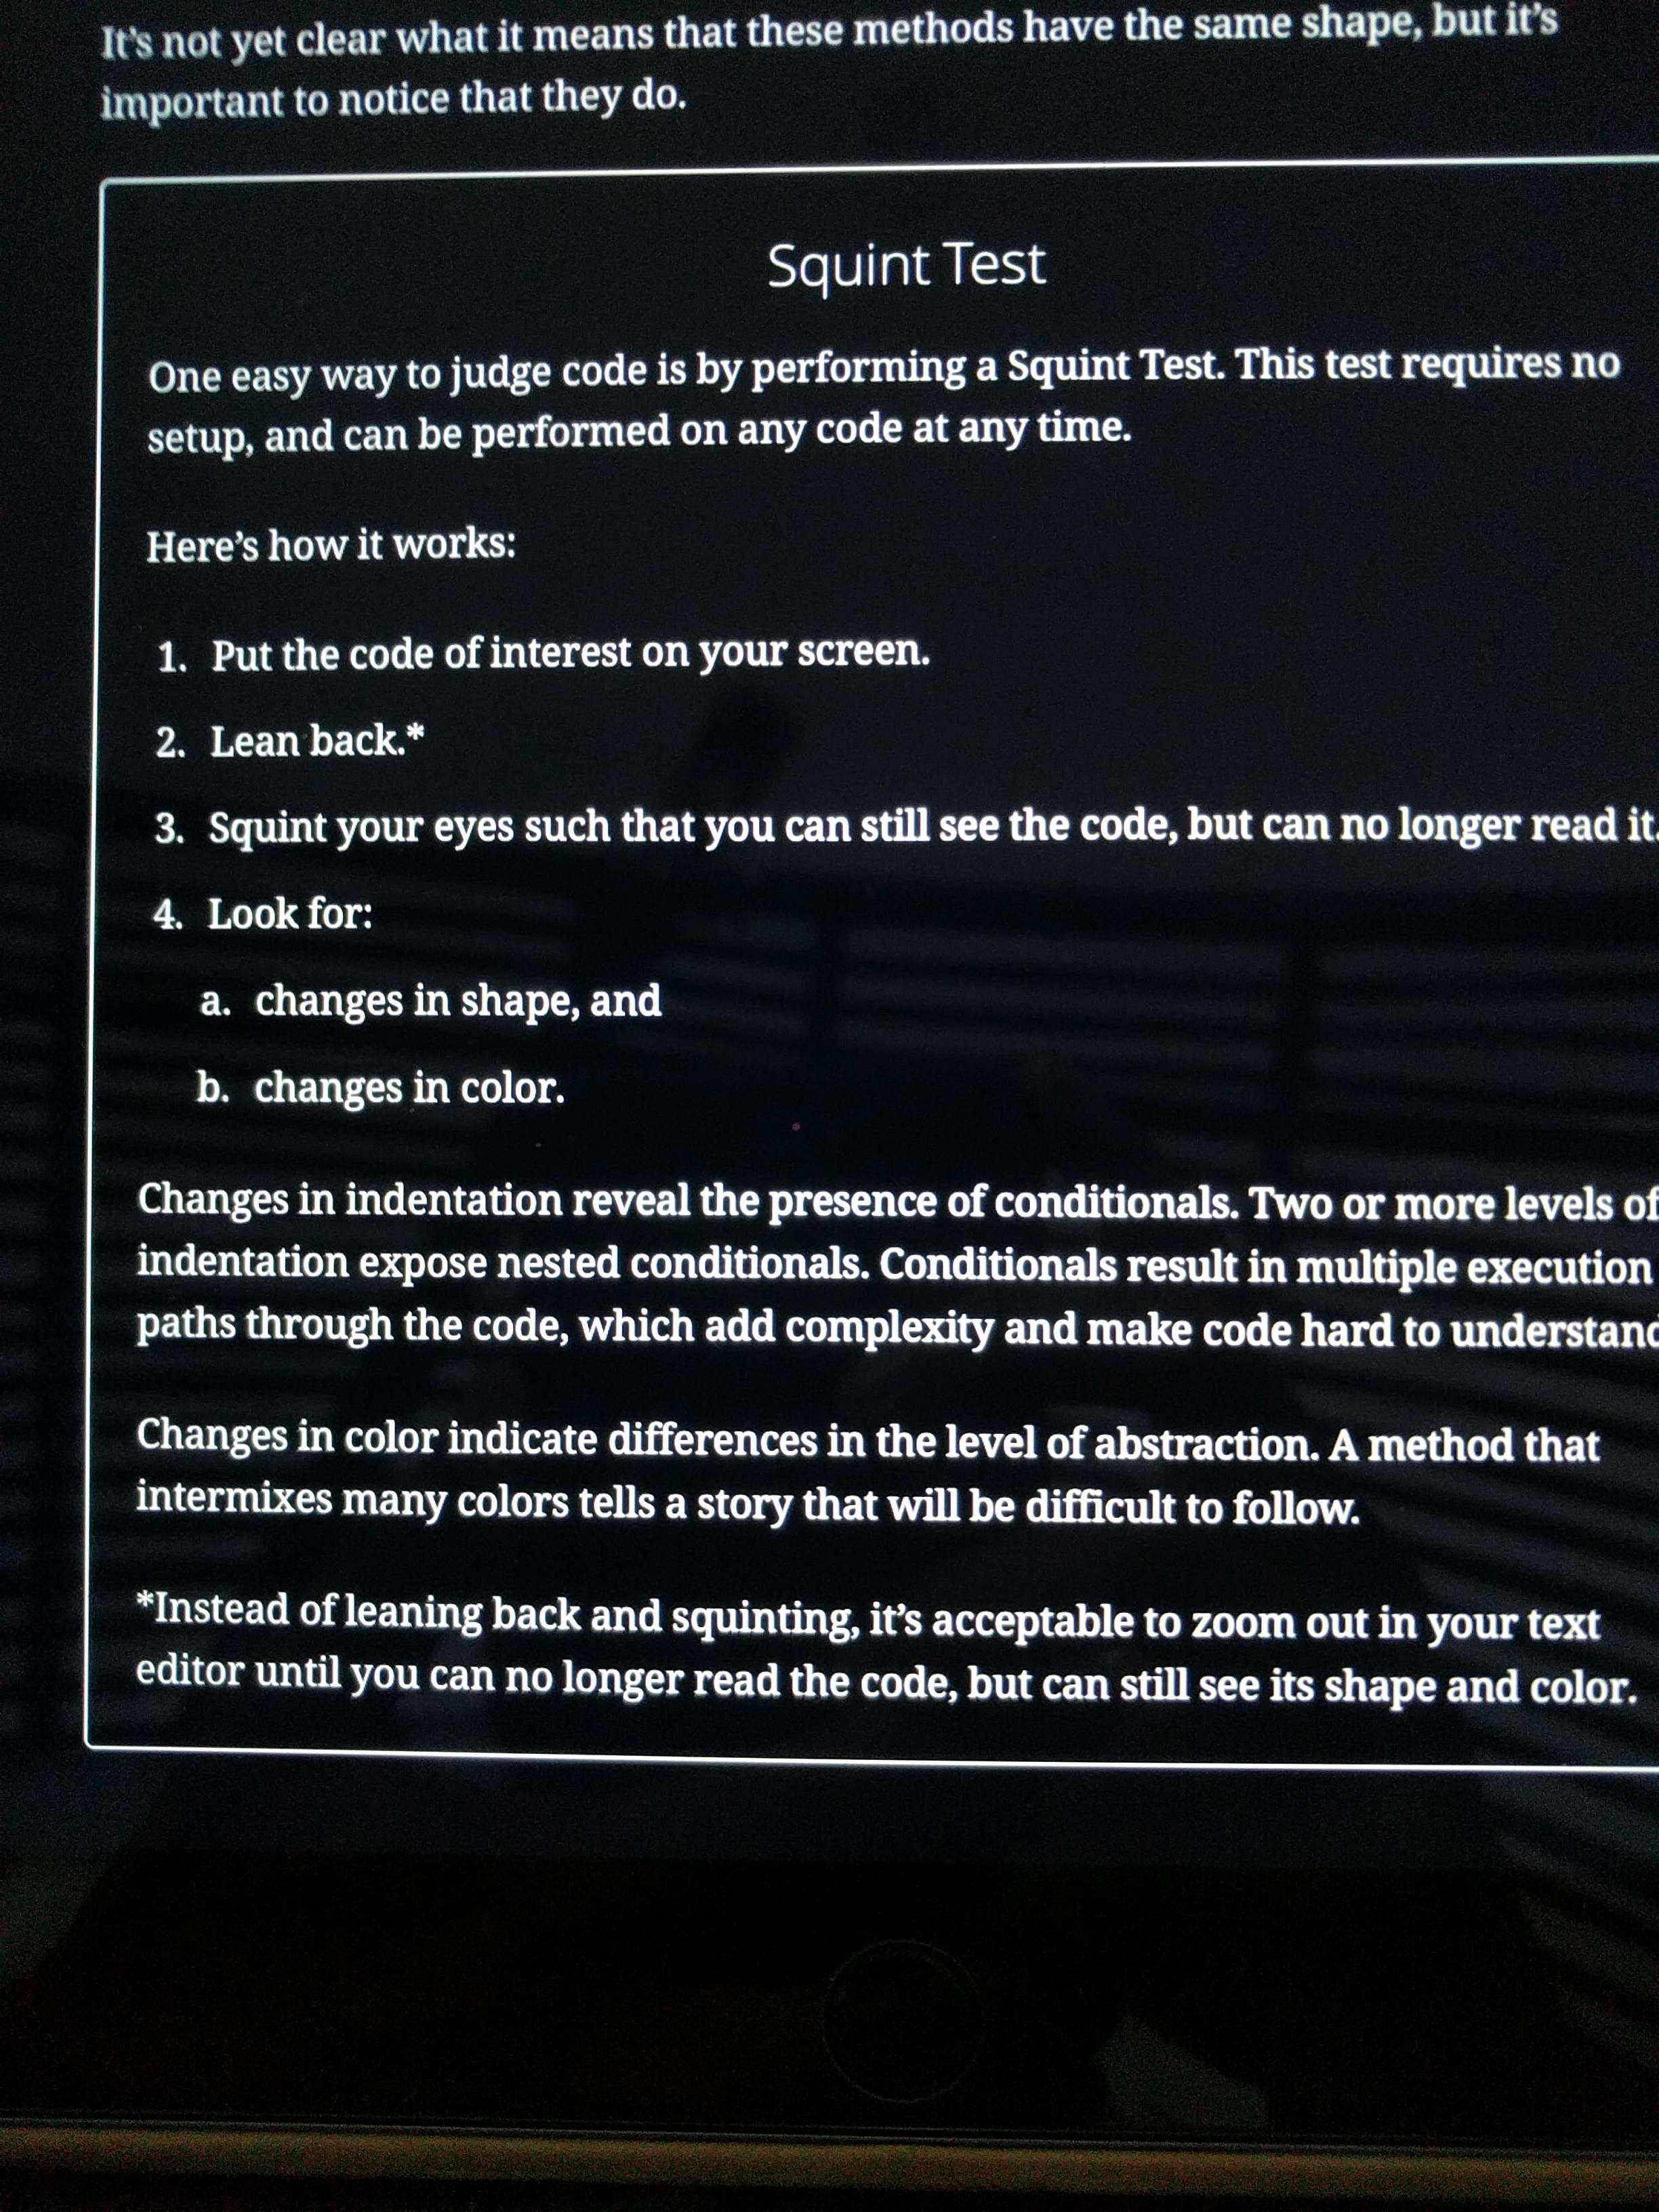 It’s not yet clear what it means that these methods have the same shape, but it’s
important to notice that they do.
Squint Test
One easy way to judge code is by performing a Squint Test. This test requires no
setup, and can be performed on any code at any time.
Here’s how it works:
1. Put the code of interest on your screen.
2. Lean back.*
3. Squint your eyes such that you can still see the code, but can no longer read it.
4. Look for:
a. changes in shape, and
b. changes in color.
Changes in indentation reveal the presence of conditionals. Two or more levels of
indentation expose nested conditionals. Conditionals result in multiple execution
paths through the code, which add complexity and make code hard to understand
Changes in color indicate differences in the level of abstraction. A method that
intermixes many colors tells a story that will be difficult to follow.
*Instead of leaning back and squinting, it’s acceptable to zoom out in your text
editor until you can no longer read the code, but can still see its shape and color.